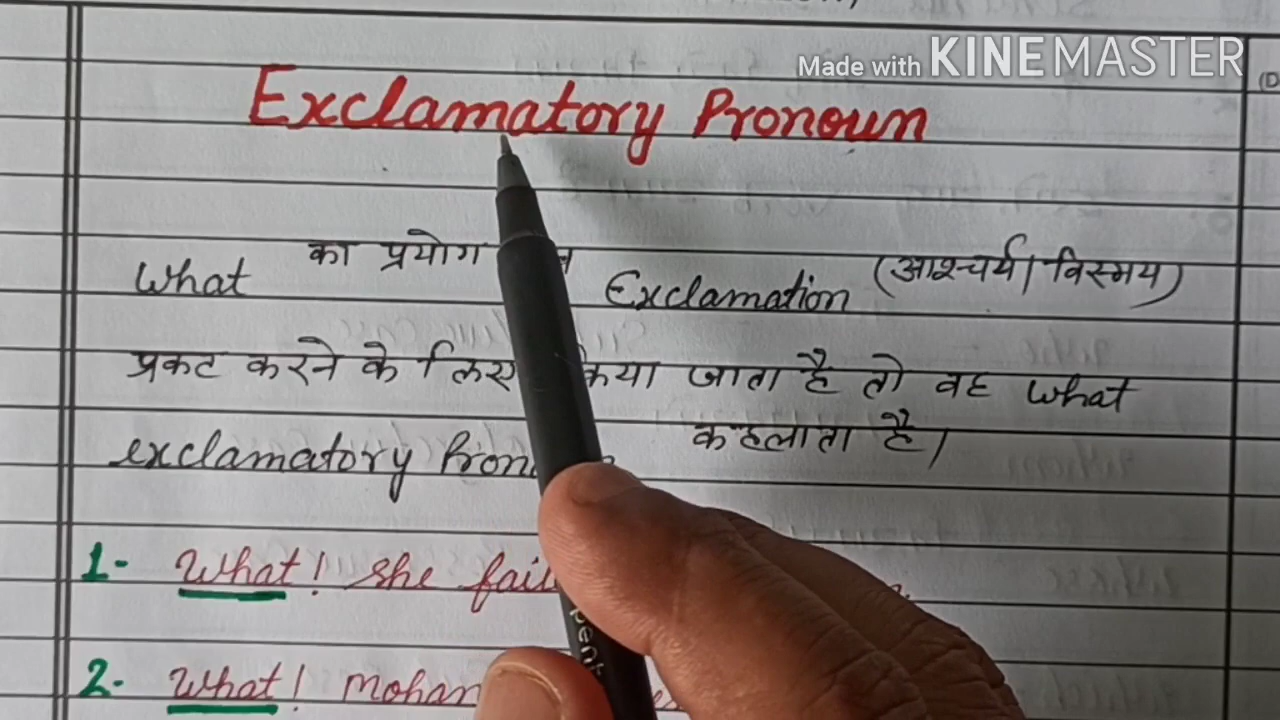 Made with KINEMASTER
Exclamatory Pronoun
What का प्रयोग Exclamation (आश्चर्य। विस्मय)
प्रकट करने के लिए किया जाता है तो वह what
exclamatory कहलाता है।
1- What! she
2- What! Mohan